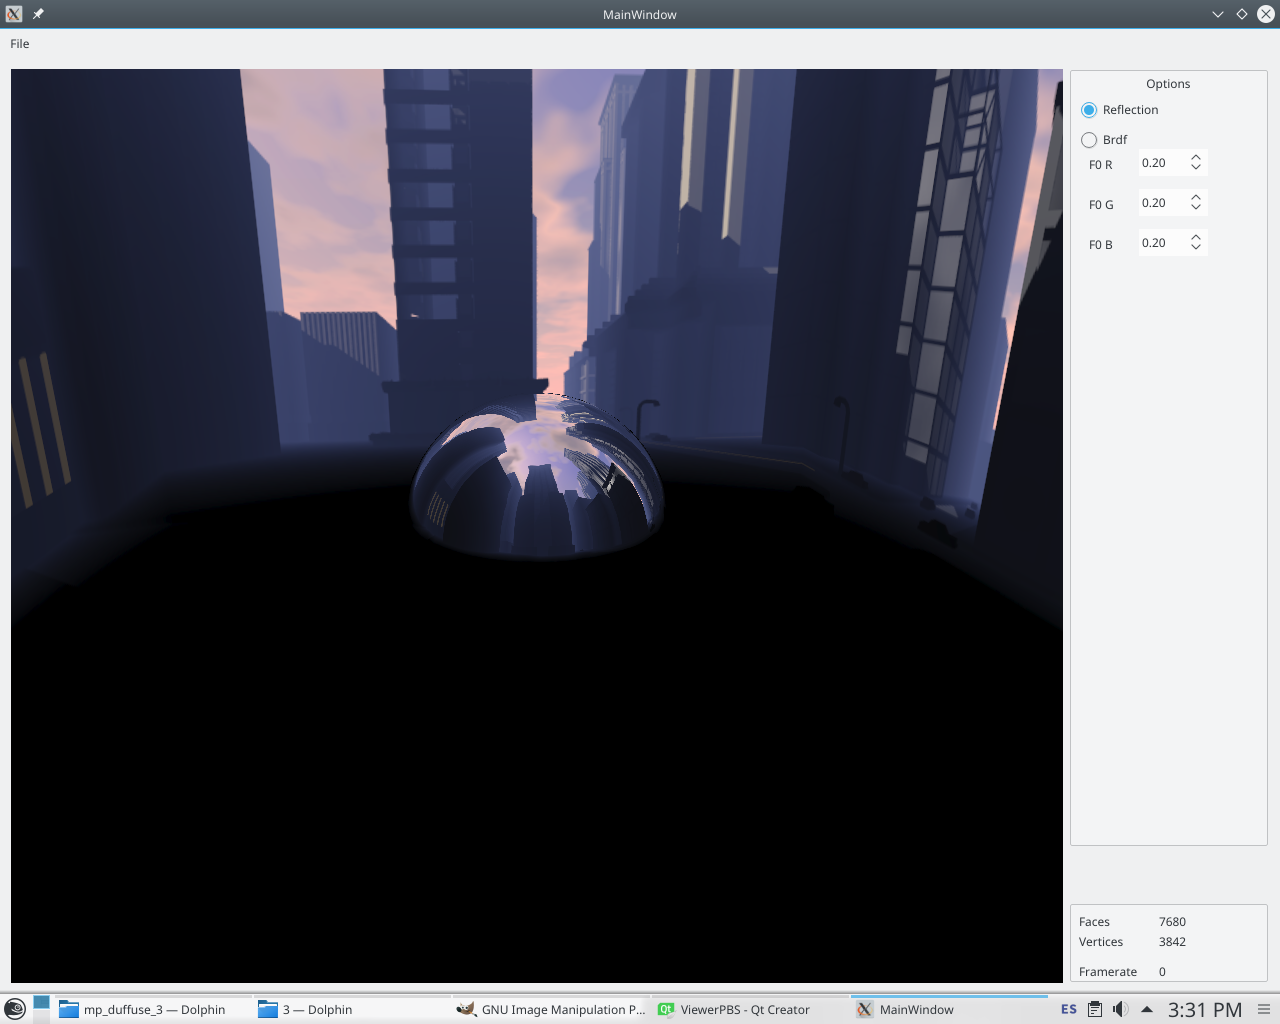 MainWindow
File
Options
Reflection
Brdf
F0 R 0.20
F0 G 0.20
F0 B 0.20
Faces 7680
Vertices 3842
Framerate 0
mp_duffuse_3 — Dolphin
3 — Dolphin
GNU Image Manipulation P...
ViewerPBS - Qt Creator
MainWindow
ES
3:31 PM